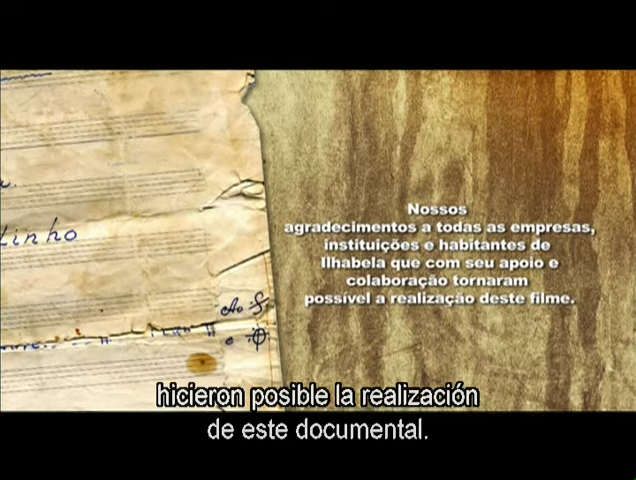 Nossos
agradecimentos a todas as empresas,
instituições e habitantes de
Ilhabela que com seu apoio e
colaboração tornaram
possível a realização deste filme.
tinho
Ao
hicieron posible la realización
de este documental.